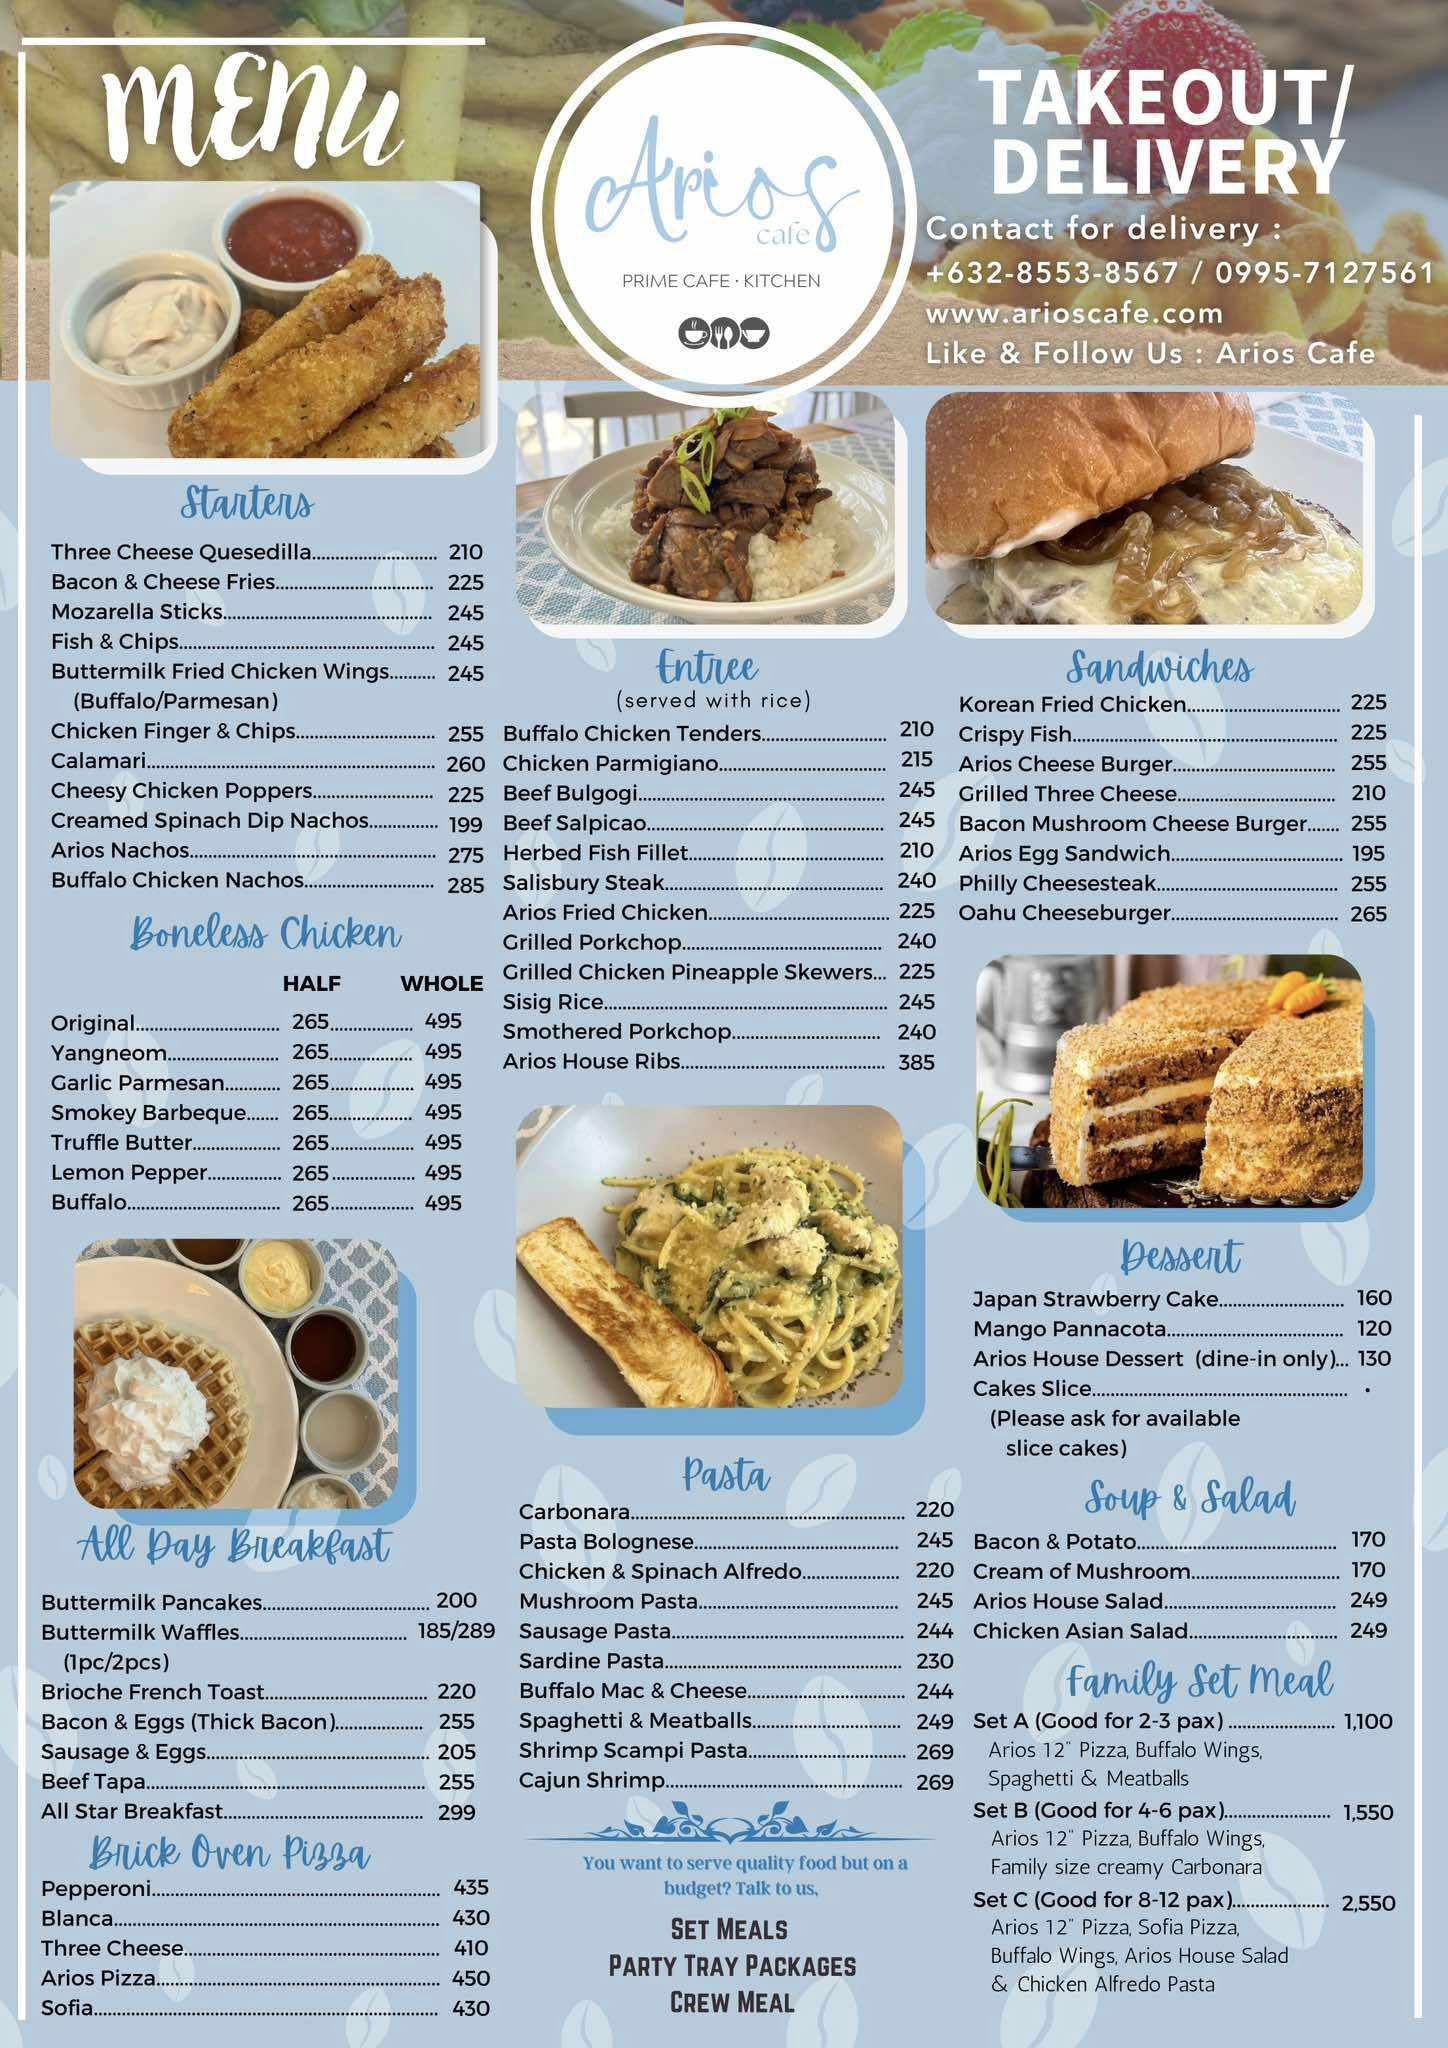 MENU
Arios
cafe
PRIME CAFE · KITCHEN
TAKEOUT/
DELIVERY
Contact for delivery :
+632-8553-8567 / 0995-7127561
www.arioscafe.com
Like & Follow Us : Arios Cafe
Starters
Three Cheese Quesedilla 210
Bacon & Cheese Fries 225
Mozarella Sticks 245
Fish & Chips 245
Buttermilk Fried Chicken Wings 245
(Buffalo/Parmesan)
Chicken Finger & Chips 255
Calamari 260
Cheesy Chicken Poppers 225
Creamed Spinach Dip Nachos 199
Arios Nachos 275
Buffalo Chicken Nachos 285
Boneless Chicken
HALF WHOLE
Original 265 495
Yangneom 265 495
Garlic Parmesan 265 495
Smokey Barbeque 265 495
Truffle Butter 265 495
Lemon Pepper 265 495
Buffalo 265 495
All Day Breakfast
Buttermilk Pancakes 200
Buttermilk Waffles 185/289
(1pc/2pcs)
Brioche French Toast 220
Bacon & Eggs (Thick Bacon) 255
Sausage & Eggs 205
Beef Tapa 255
All Star Breakfast 299
Brick Oven Pizza
Pepperoni 435
Blanca 430
Three Cheese 410
Arios Pizza 450
Sofia 430
Entree
(served with rice)
Buffalo Chicken Tenders 210
Chicken Parmigiano 215
Beef Bulgogi 245
Beef Salpicao 245
Herbed Fish Fillet 210
Salisbury Steak 240
Arios Fried Chicken 225
Grilled Porkchop 240
Grilled Chicken Pineapple Skewers... 225
Sisig Rice 245
Smothered Porkchop 240
Arios House Ribs 385
Pasta
Carbonara 220
Pasta Bolognese 245
Chicken & Spinach Alfredo 220
Mushroom Pasta 245
Sausage Pasta 244
Sardine Pasta 230
Buffalo Mac & Cheese 244
Spaghetti & Meatballs 249
Shrimp Scampi Pasta 269
Cajun Shrimp 269
You want to serve quality food but on a
budget? Talk to us,
SET MEALS
PARTY TRAY PACKAGES
CREW MEAL
Sandwiches
Korean Fried Chicken 225
Crispy Fish 225
Arios Cheese Burger 255
Grilled Three Cheese 210
Bacon Mushroom Cheese Burger 255
Arios Egg Sandwich 195
Philly Cheesesteak 255
Oahu Cheeseburger 265
Dessert
Japan Strawberry Cake 160
Mango Pannacota 120
Arios House Dessert (dine-in only)... 130
Cakes Slice •
(Please ask for available
slice cakes)
Soup & Salad
Bacon & Potato 170
Cream of Mushroom 170
Arios House Salad 249
Chicken Asian Salad 249
Family Set Meal
Set A (Good for 2-3 pax) 1,100
Arios 12" Pizza, Buffalo Wings,
Spaghetti & Meatballs
Set B (Good for 4-6 pax) 1,550
Arios 12" Pizza, Buffalo Wings,
Family size creamy Carbonara
Set C (Good for 8-12 pax) 2,550
Arios 12" Pizza, Sofia Pizza,
Buffalo Wings, Arios House Salad
& Chicken Alfredo Pasta